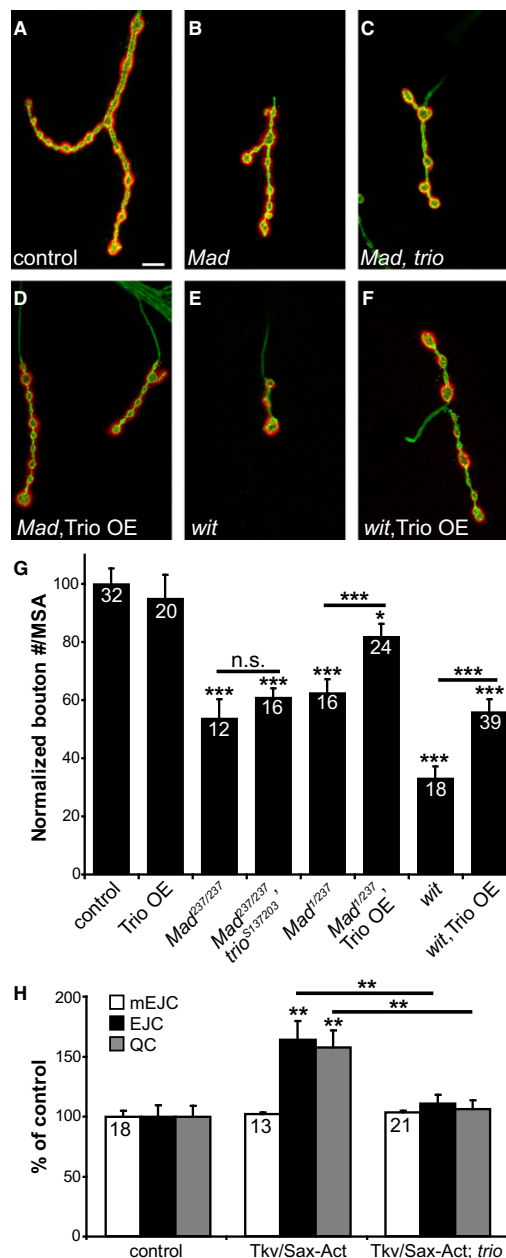 A
B
C
control
Mad
Mad, trio
D
E
F
Mad,Trio OE
wit
wit,Trio OE
G
Normalized bouton #/MSA
100
80
60
40
20
0
32
20
***
12
n.s.
***
16
***
16
***
*
24
***
18
***
***
39
control
Trio OE
Mad237/237
Mad237/237,
trioS137203
Mad1/237
Mad1/237,
Trio OE
wit
wit,Trio OE
H
% of control
200
150
100
50
0
mEJC
EJC
QC
**
**
**
**
18
13
21
control
Tkv/Sax-Act
Tkv/Sax-Act; trio